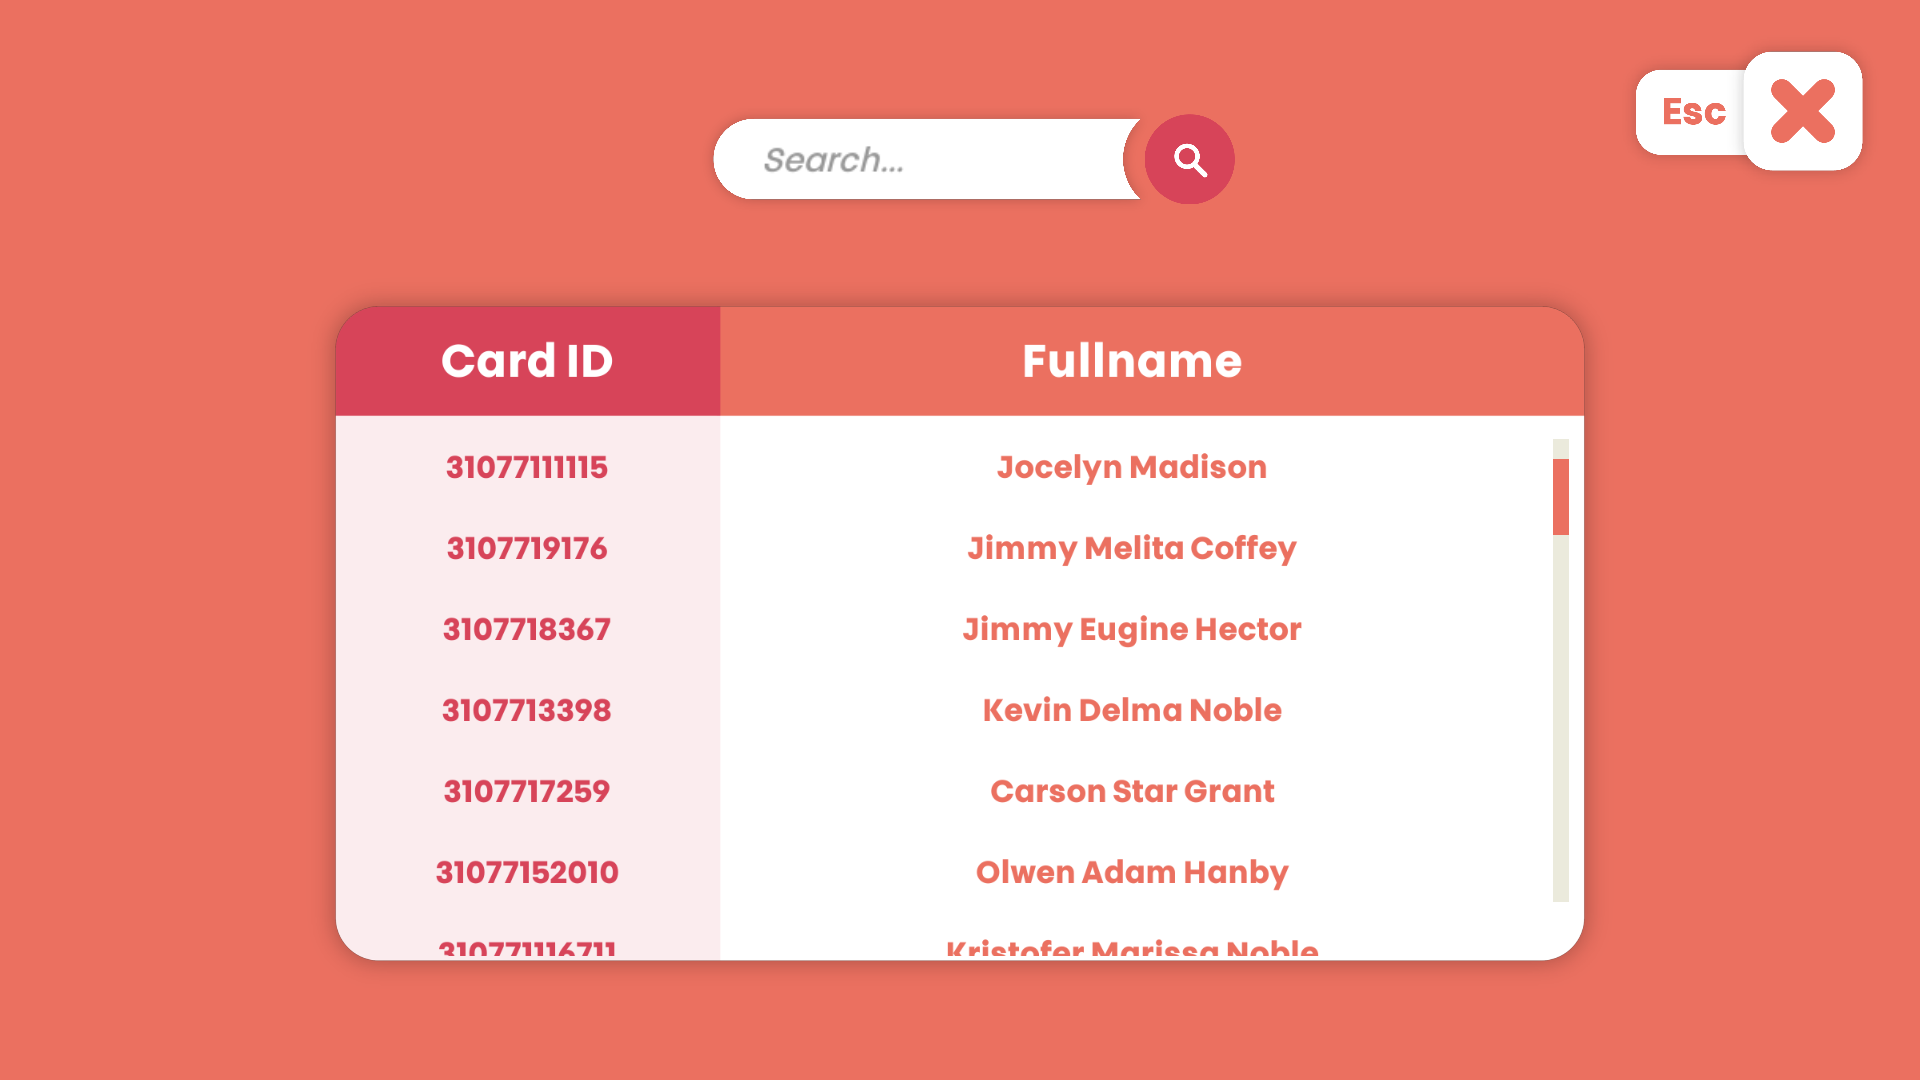 Esc
Search...
Card ID Fullname
31077111115 Jocelyn Madison
3107719176 Jimmy Melita Coffey
3107718367 Jimmy Eugine Hector
3107713398 Kevin Delma Noble
3107717259 Carson Star Grant
31077152010 Olwen Adam Hanby
310771116711 Kristofer Marissa Noble